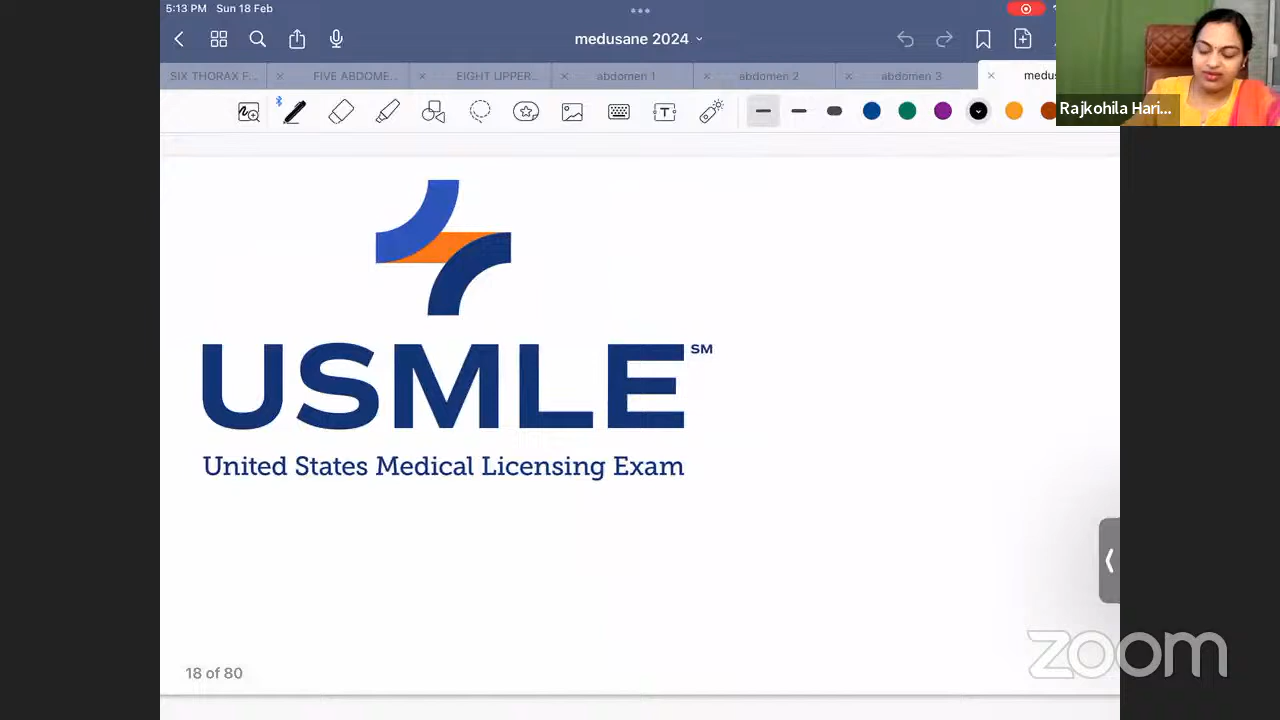 5:13 PM Sun 18 Feb
medusane 2024
SIX THORAX F... FIVE ABDOME... EIGHT UPPER... abdomen 1 abdomen 2 abdomen 3 medus
Rajkohila Hari...
USMLE SM
United States Medical Licensing Exam
18 of 80
zoom